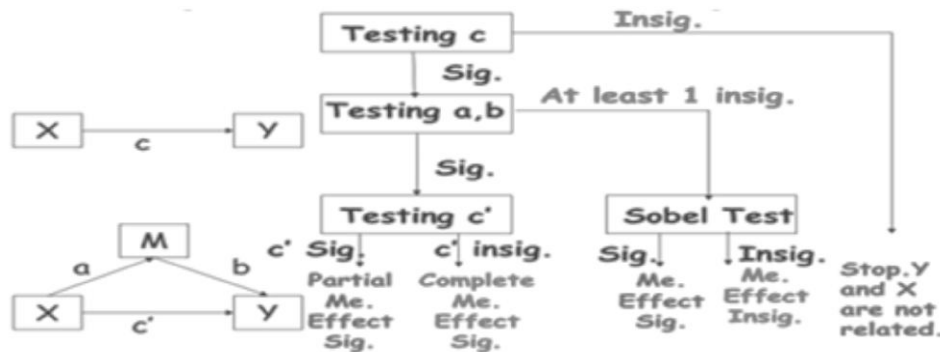 Testing c
Insig.
Sig.
Testing a,b
At least 1 insig.
X
c
Y
Sig.
Testing c'
Sobel Test
M
a
b
X
c'
Y
c' Sig.
c' insig.
Sig.
Insig.
Partial
Me.
Effect
Sig.
Complete
Me.
Effect
Sig.
Me.
Effect
Sig.
Me.
Effect
Insig.
Stop.Y
and X
are not
related.